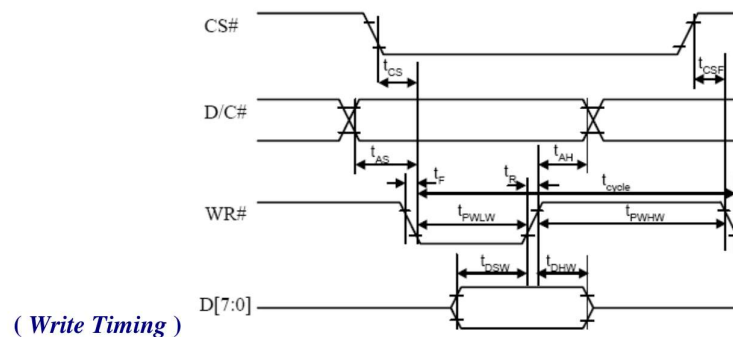 CS#
tCS
tCSF
D/C#
tAS
tAH
tF
tR
tcycle
WR#
tPWLW
tPWHW
tDSW
tDHW
( Write Timing ) D[7:0]